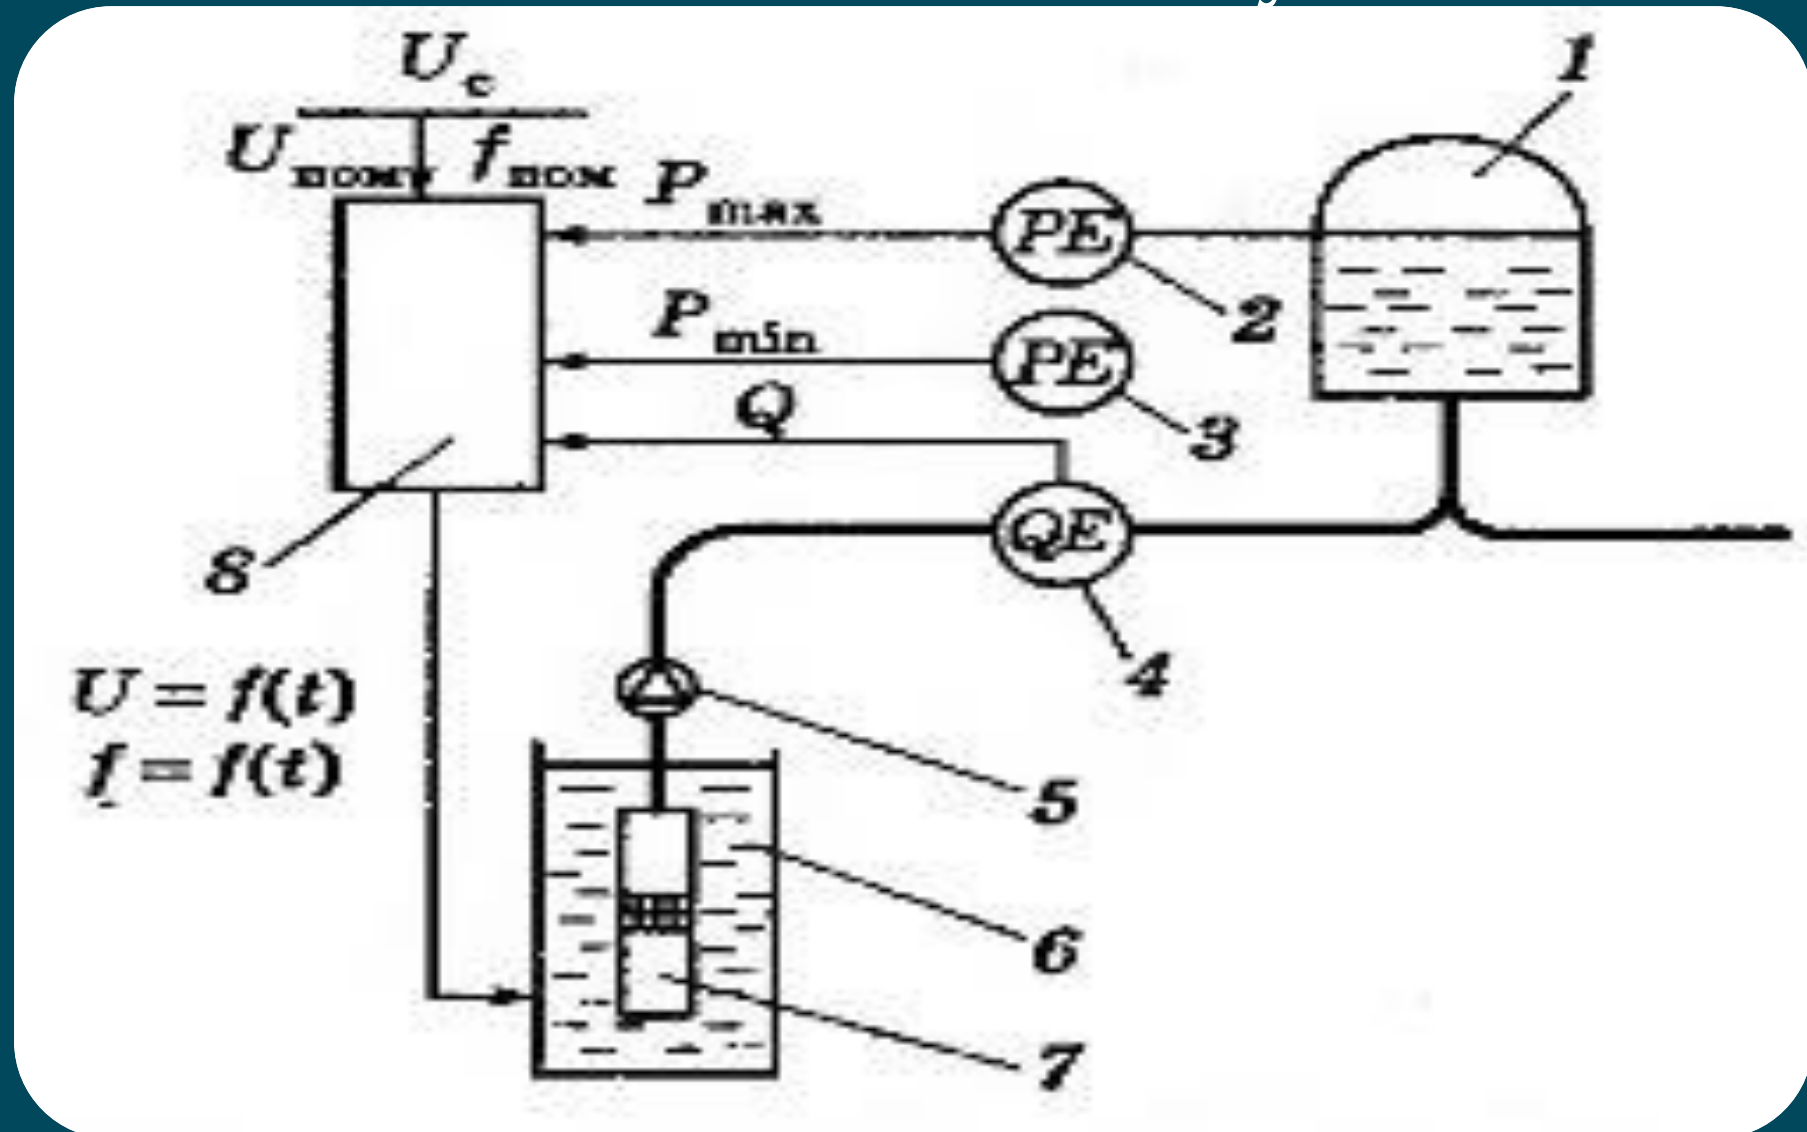 U_c
U_ном, f_ном
P_max
PE
1
2
P_min
PE
3
Q
QE
4
8
U = f(t)
f = f(t)
5
6
7